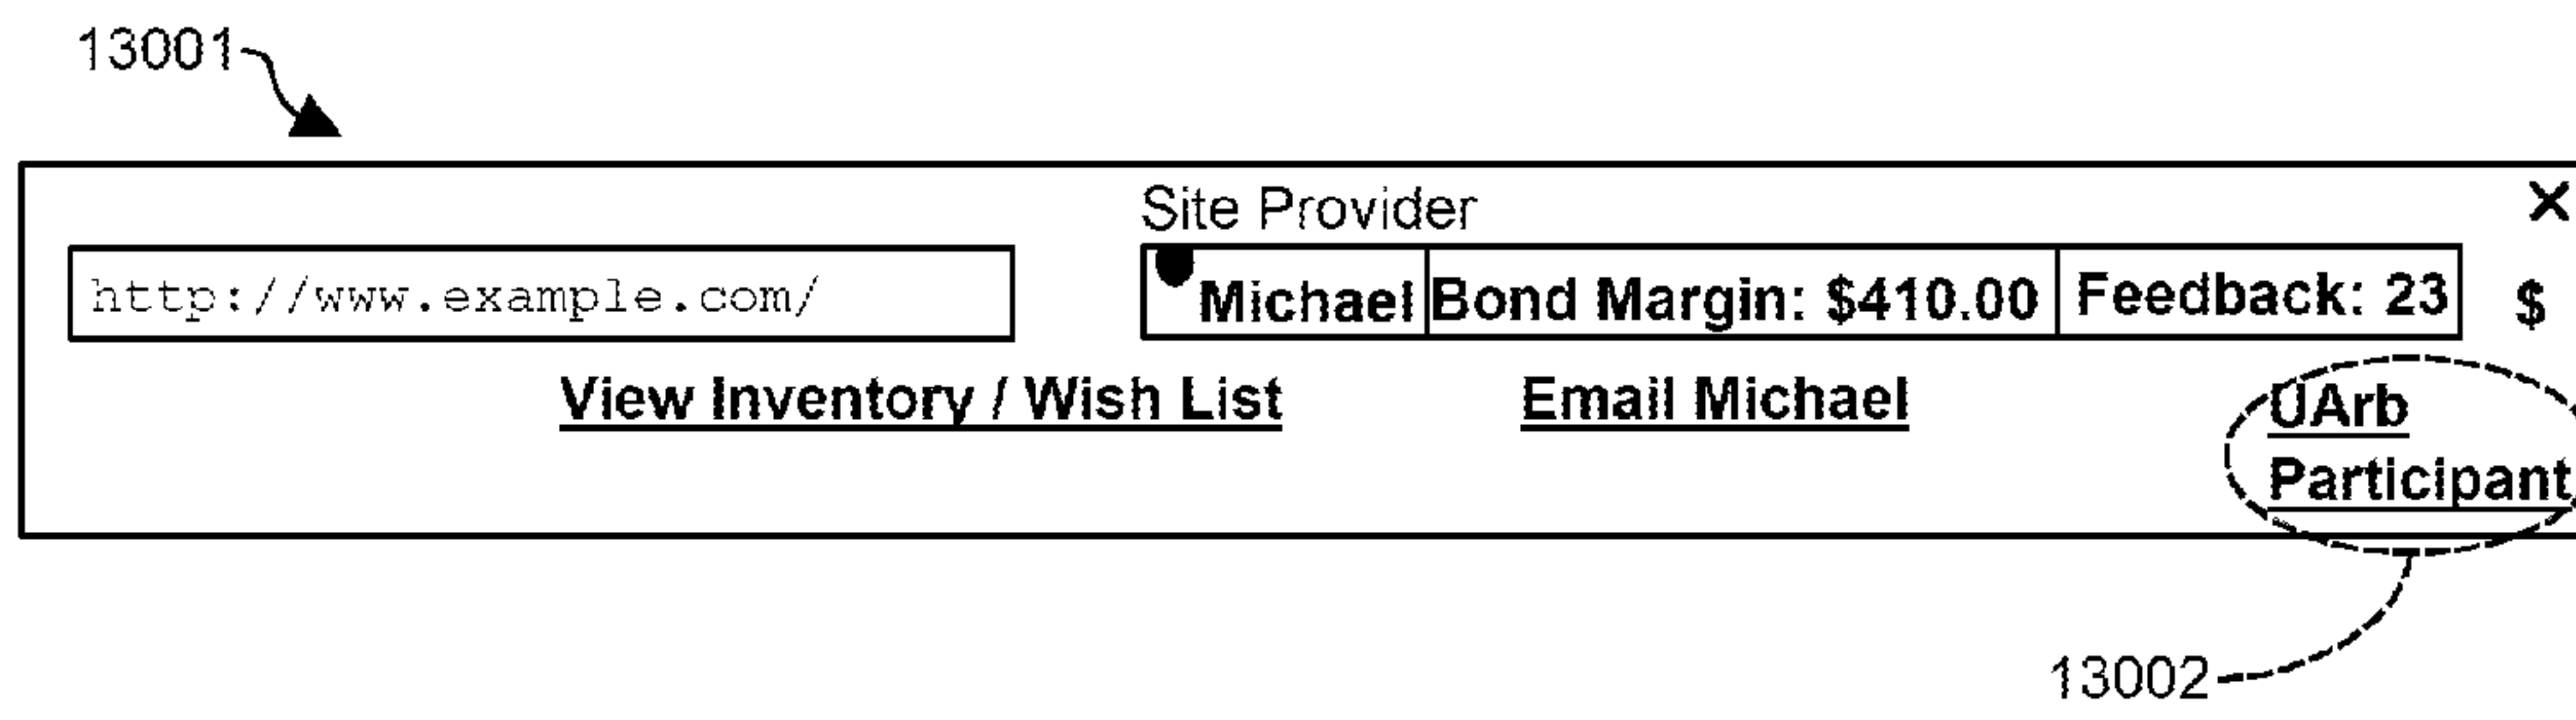 13001
Site Provider ×
http://www.example.com/ Michael Bond Margin: $410.00 Feedback: 23 $
View Inventory / Wish List Email Michael UArb
Participant
13002